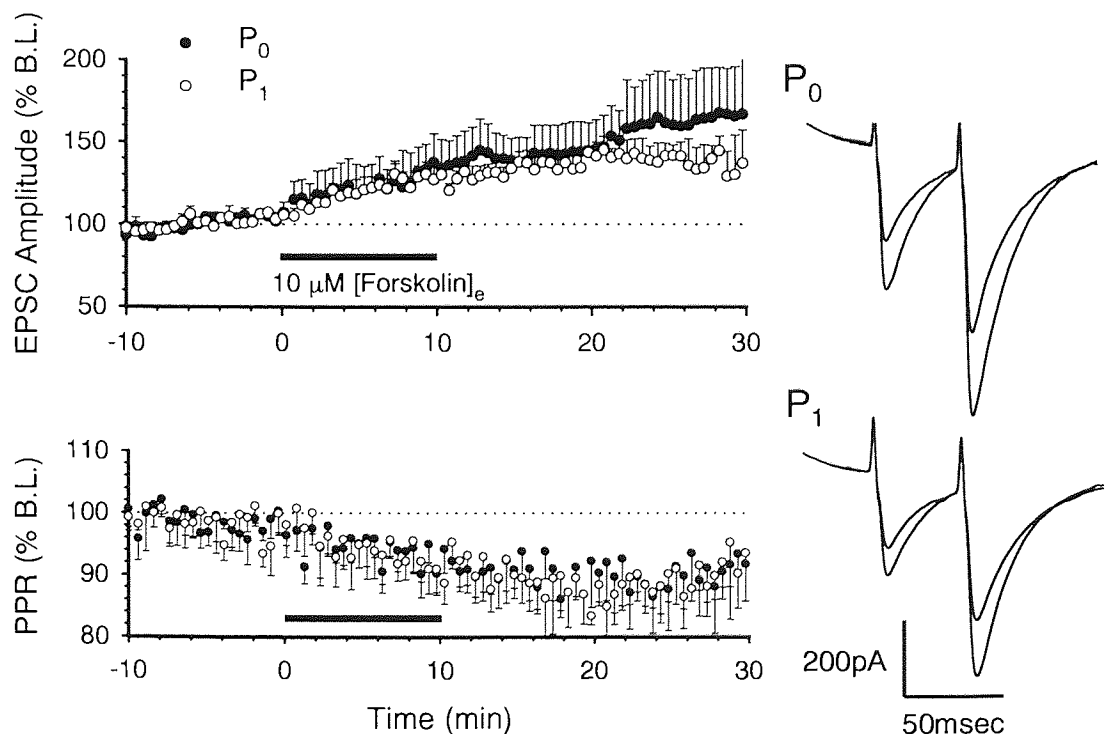 EPSC Amplitude (% B.L.)
200
150
100
50
P₀
P₁
10 µM [Forskolin]ₑ
-10
0
10
20
30
PPR (% B.L.)
110
100
90
80
-10
0
10
20
30
Time (min)
P₀
P₁
200pA
50msec